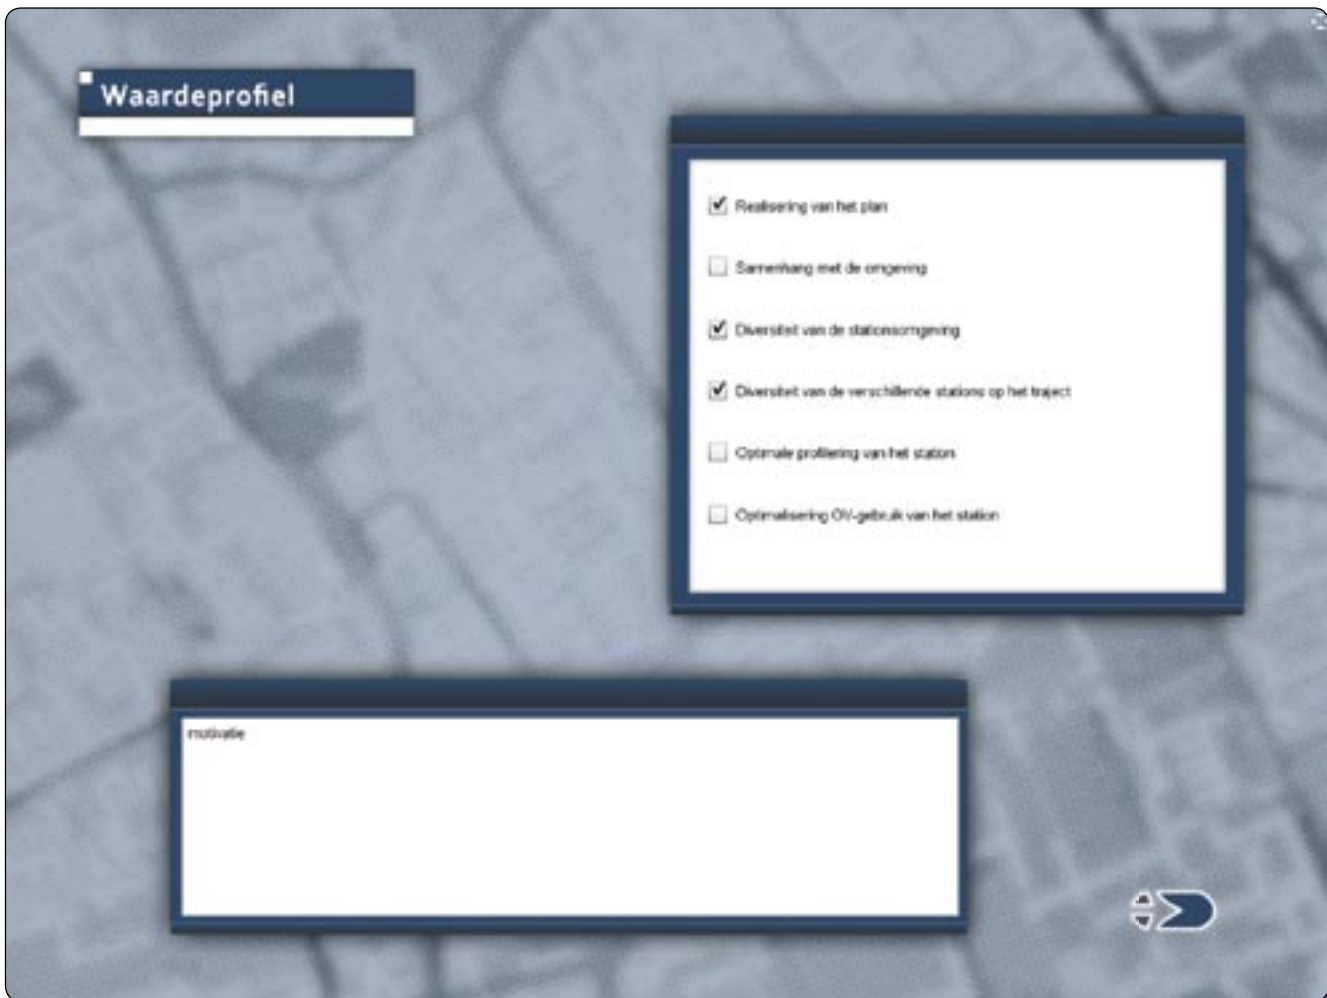 Waardeprofiel
Realisering van het plan
Samenhang met de omgeving
Diversiteit van de stationsomgeving
Diversiteit van de verschillende stations op het traject
Optimale profilering van het station
Optimalisering OV-gebruik van het station
motivatie